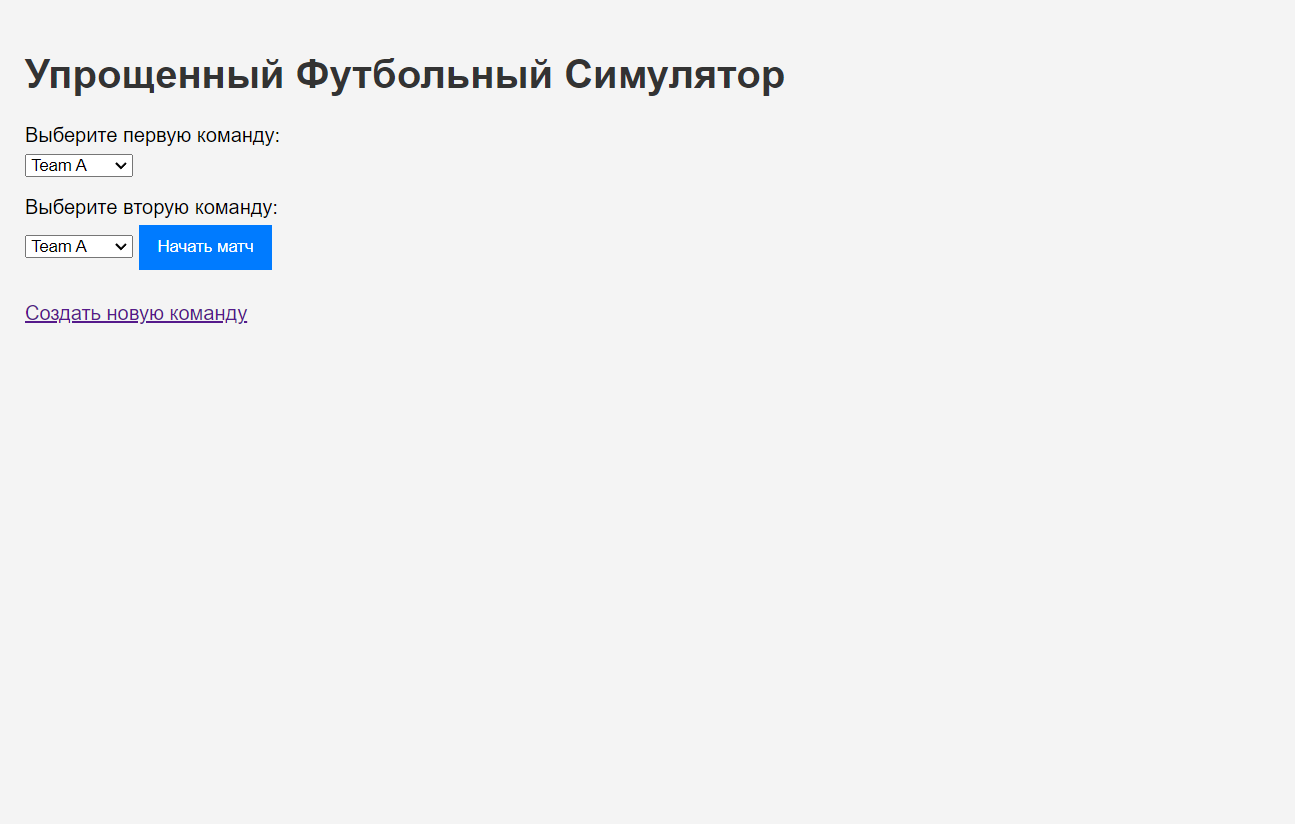 Упрощенный Футбольный Симулятор
Выберите первую команду:
Team A
Выберите вторую команду:
Team A Начать матч
Создать новую команду